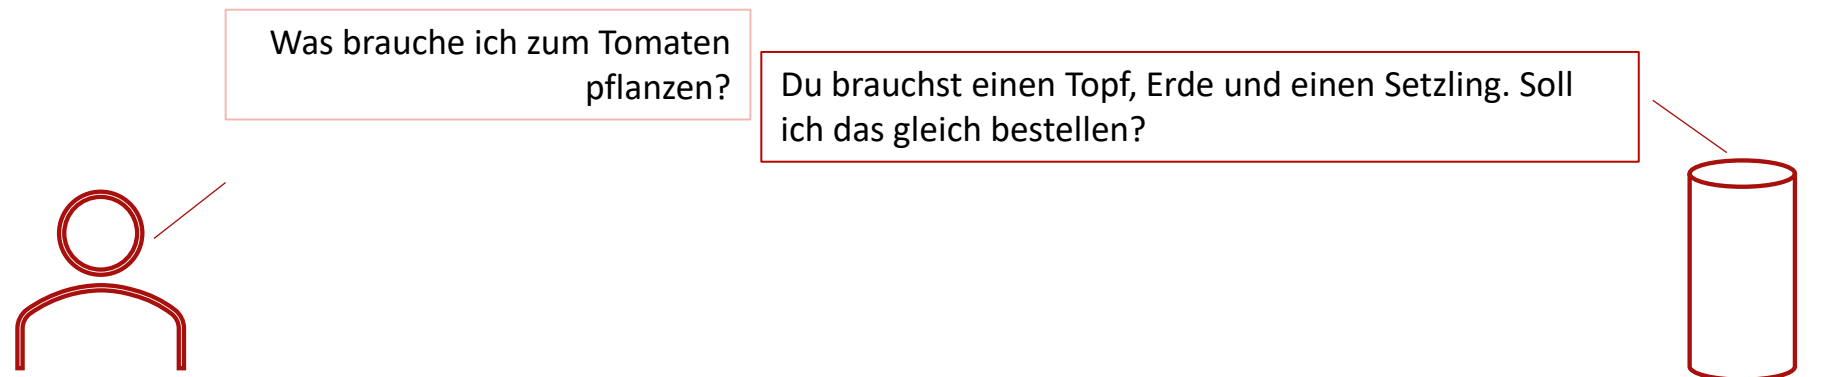 Was brauche ich zum Tomaten
pflanzen?
Du brauchst einen Topf, Erde und einen Setzling. Soll
ich das gleich bestellen?